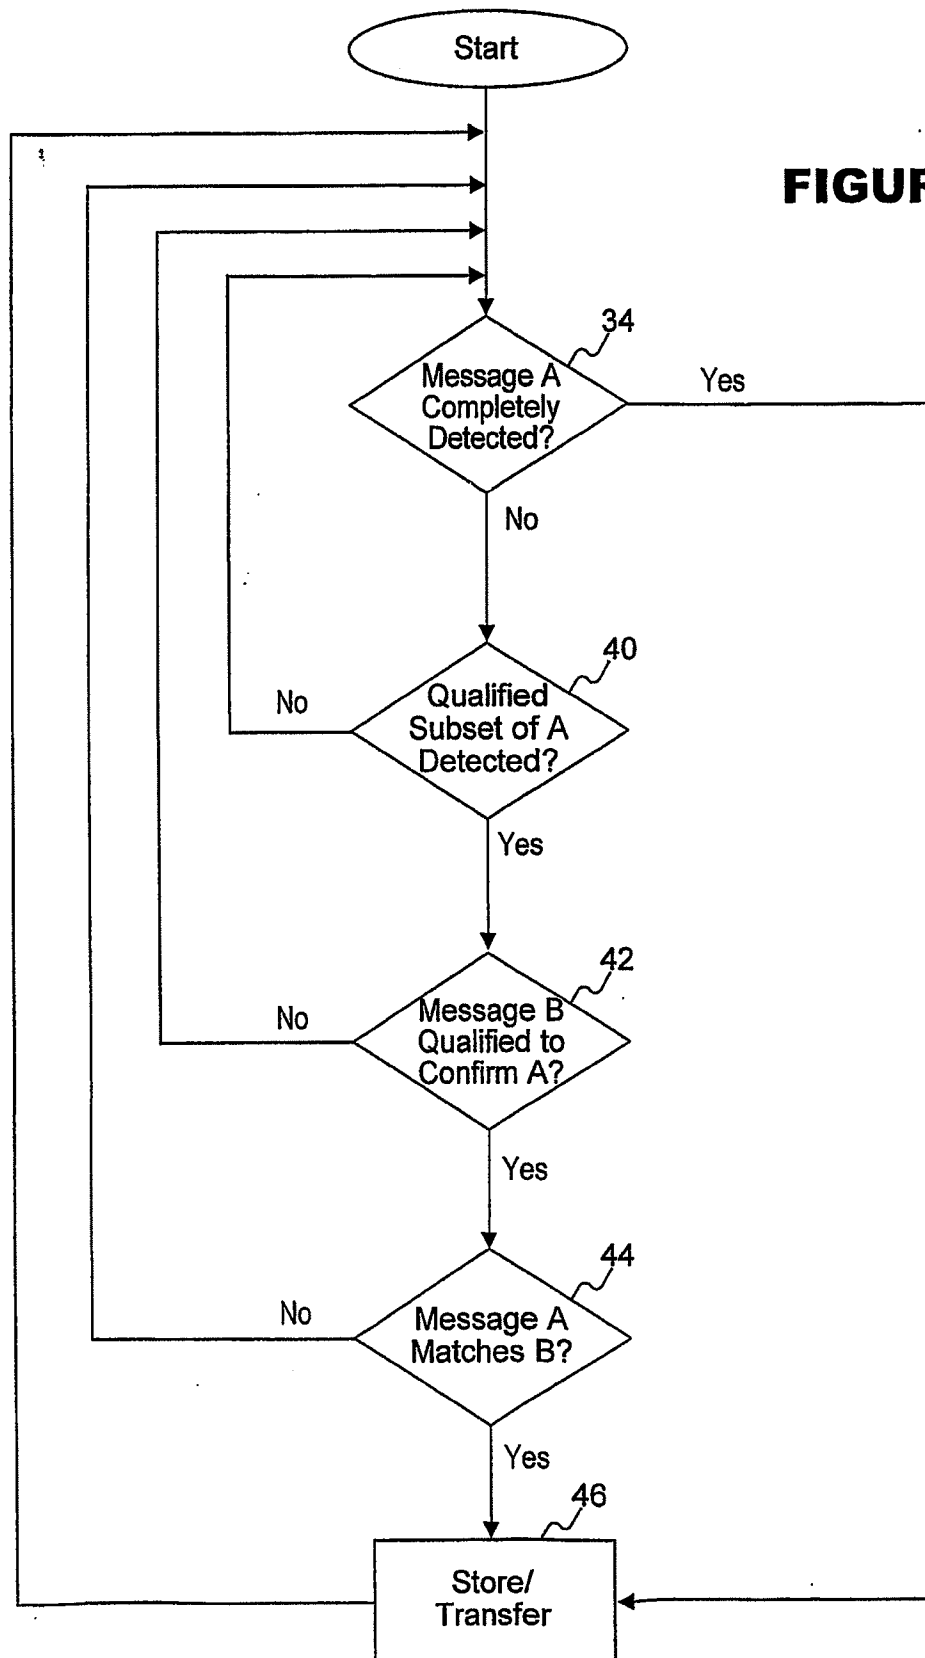 Start
FIGUR
34
Message A
Completely
Detected?
Yes
No
40
Qualified
Subset of A
Detected?
No
Yes
42
Message B
Qualified to
Confirm A?
No
Yes
44
Message A
Matches B?
No
Yes
46
Store/
Transfer